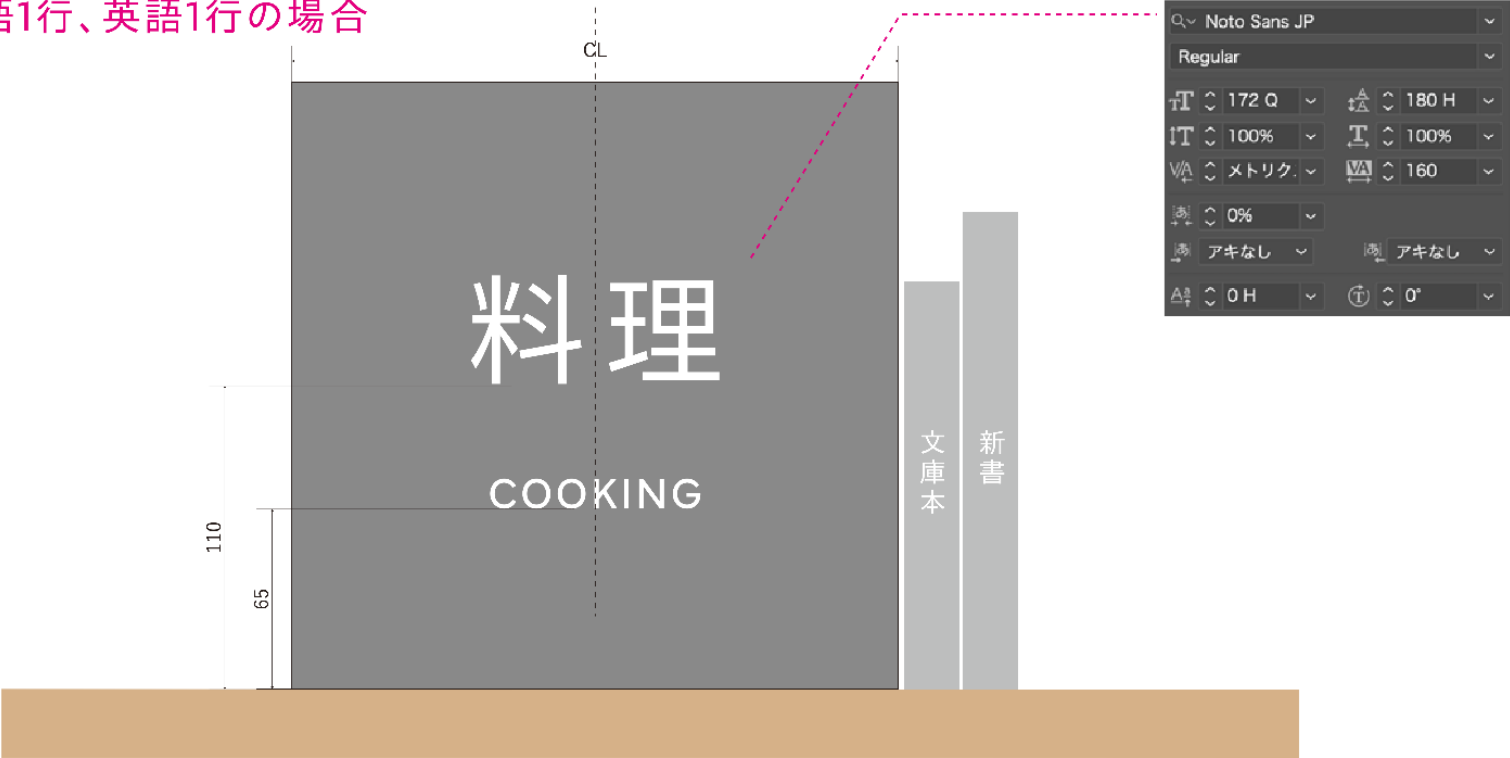 語1行、英語1行の場合
CL
料理
COOKING
110
65
文庫本
新書
Noto Sans JP
Regular
172 Q
180 H
100%
100%
メトリク.
160
0%
アキなし
アキなし
0 H
0°